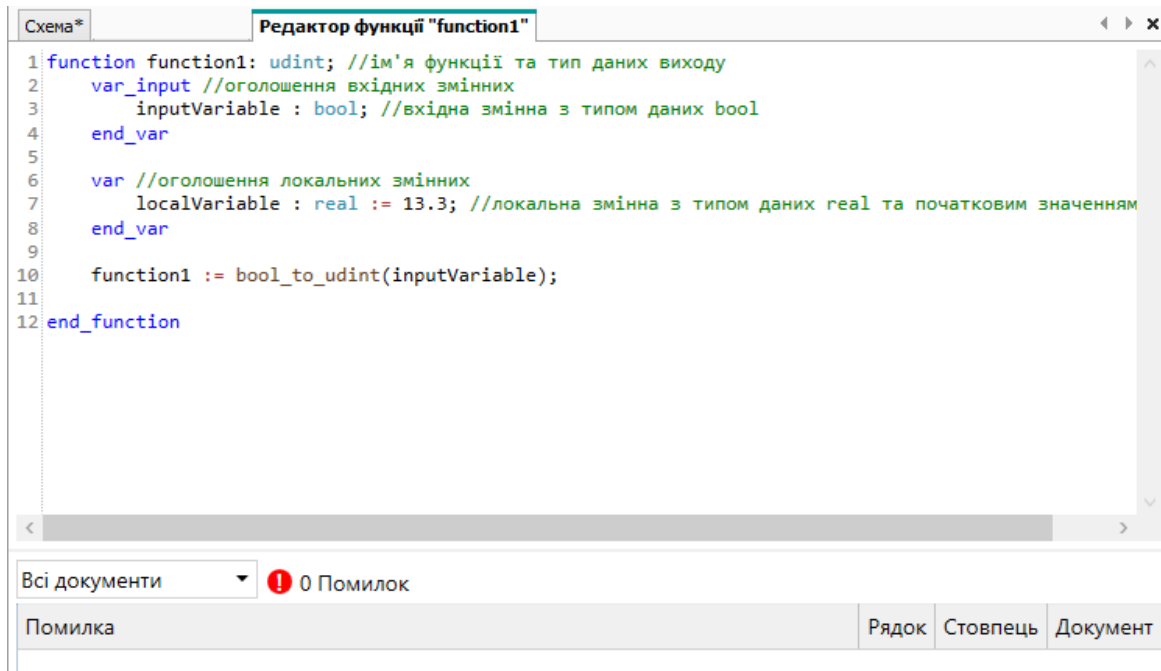 Схема*
Редактор функції "function1"
1 function function1: udint; //ім'я функції та тип даних виходу
2 var_input //оголошення вхідних змінних
3 inputVariable : bool; //вхідна змінна з типом даних bool
4 end_var
5
6 var //оголошення локальних змінних
7 localVariable : real := 13.3; //локальна змінна з типом даних real та початковим значенням
8 end_var
9
10 function1 := bool_to_udint(inputVariable);
11
12 end_function
Всі документи
0 Помилок
Помилка Рядок Стовпець Документ